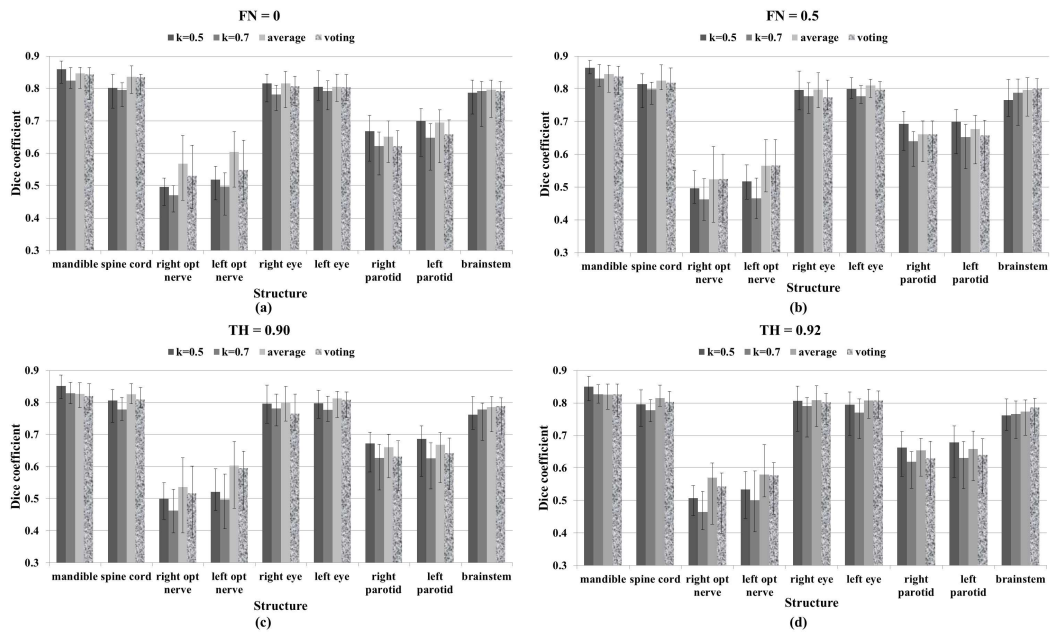 FN = 0
k=0.5 k=0.7 average voting
0.9
0.8
0.7
0.6
0.5
0.4
0.3
Dice coefficient
mandible spine cord right opt nerve left opt nerve right eye left eye right parotid left parotid brainstem
Structure
(a)
FN = 0.5
k=0.5 k=0.7 average voting
0.9
0.8
0.7
0.6
0.5
0.4
0.3
Dice coefficient
mandible spine cord right opt nerve left opt nerve right eye left eye right parotid left parotid brainstem
Structure
(b)
TH = 0.90
k=0.5 k=0.7 average voting
0.9
0.8
0.7
0.6
0.5
0.4
0.3
Dice coefficient
mandible spine cord right opt nerve left opt nerve right eye left eye right parotid left parotid brainstem
Structure
(c)
TH = 0.92
k=0.5 k=0.7 average voting
0.9
0.8
0.7
0.6
0.5
0.4
0.3
Dice coefficient
mandible spine cord right opt nerve left opt nerve right eye left eye right parotid left parotid brainstem
Structure
(d)